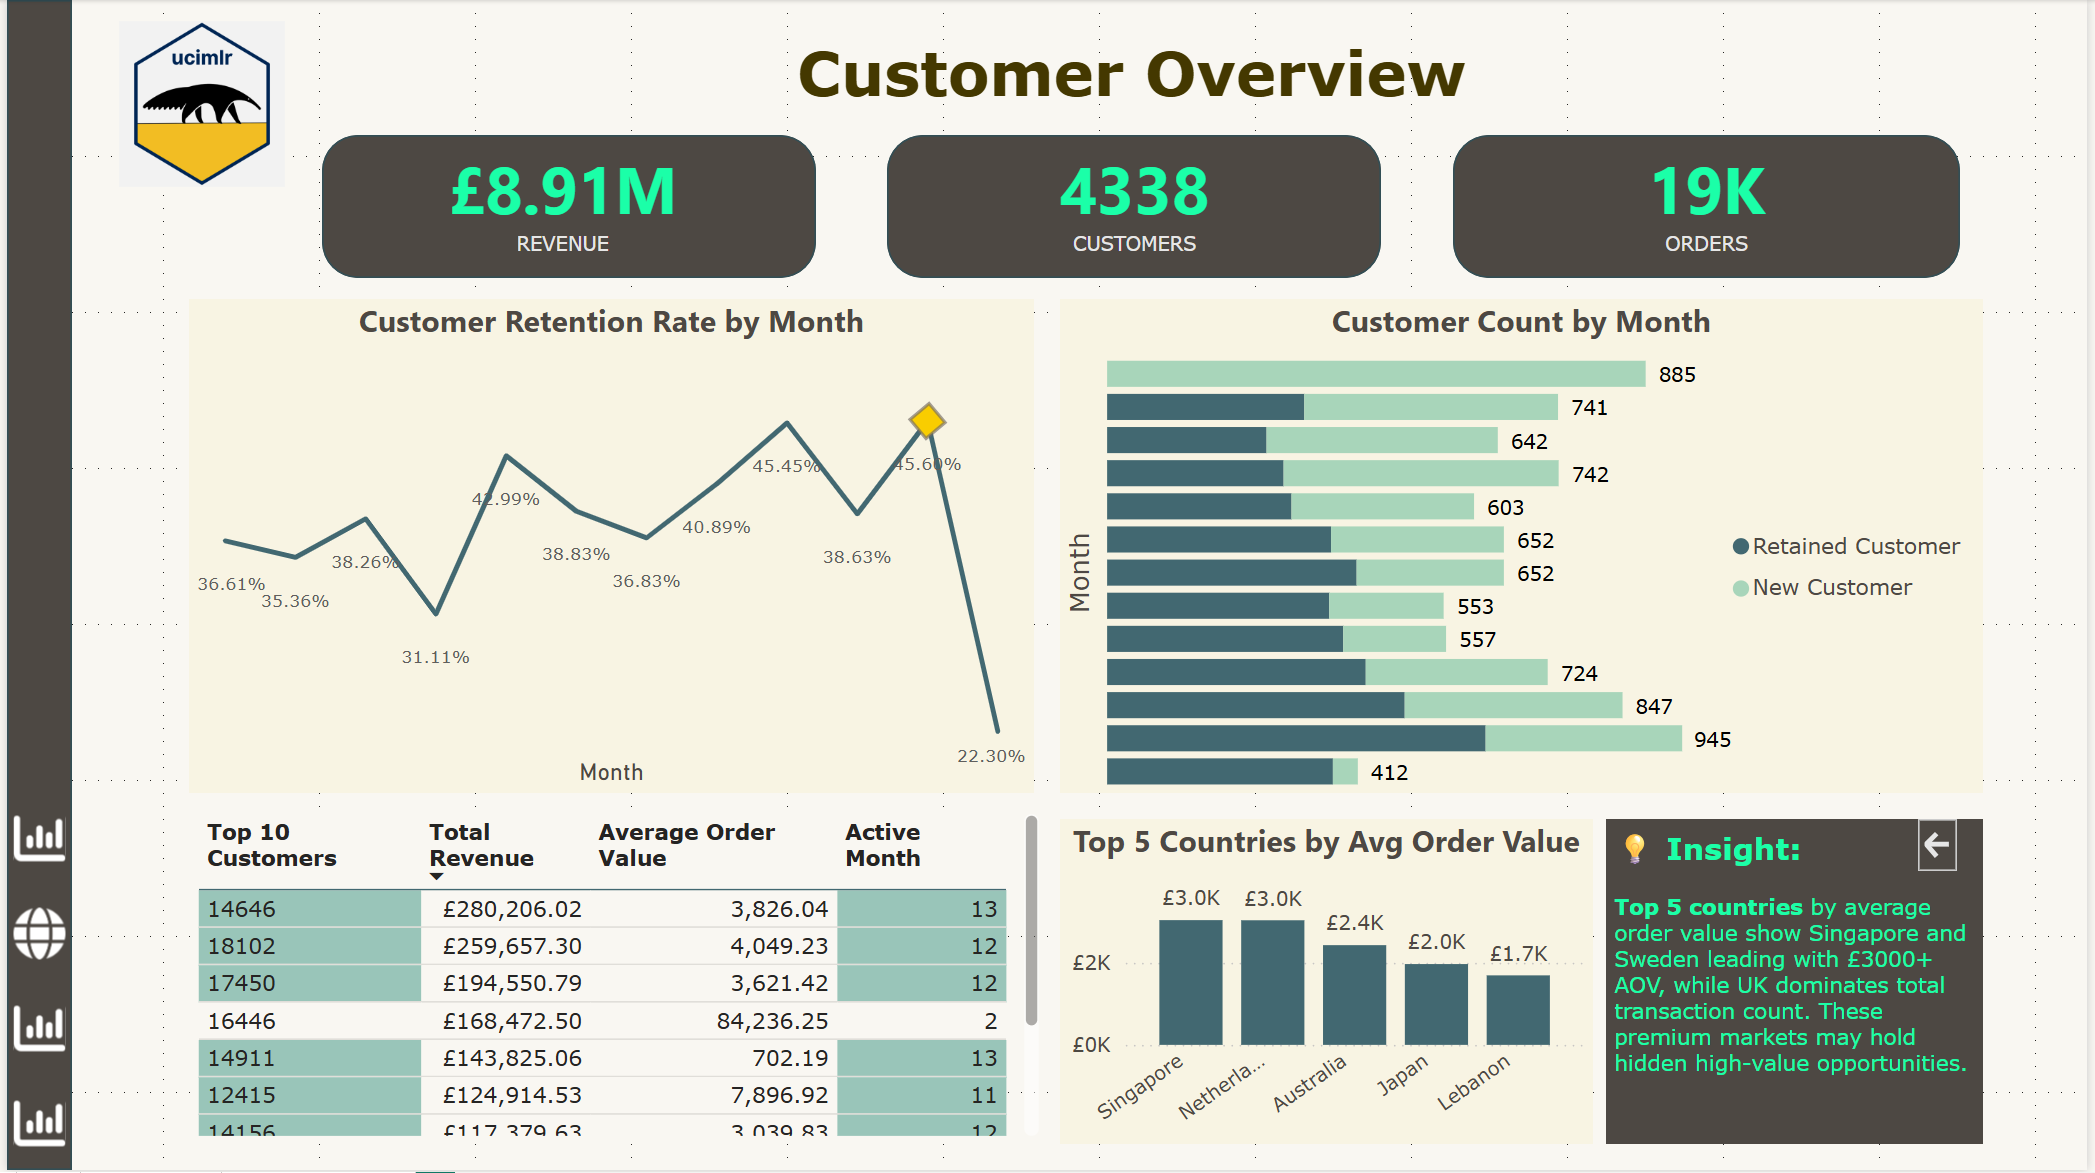 ucimlr
Customer Overview
£8.91M
REVENUE
4338
CUSTOMERS
19K
ORDERS
Customer Retention Rate by Month
36.61%
35.36%
38.26%
31.11%
42.99%
38.83%
36.83%
40.89%
45.45%
38.63%
45.60%
22.30%
Month
Customer Count by Month
Month
885
741
642
742
603
652
652
553
557
724
847
945
412
Retained Customer
New Customer
Top 10 Customers Total Revenue Average Order Value Active Month
14646 £280,206.02 3,826.04 13
18102 £259,657.30 4,049.23 12
17450 £194,550.79 3,621.42 12
16446 £168,472.50 84,236.25 2
14911 £143,825.06 702.19 13
12415 £124,914.53 7,896.92 11
14156 £117,379.63 3,039.83 12
Top 5 Countries by Avg Order Value
£2K
£0K
£3.0K
£3.0K
£2.4K
£2.0K
£1.7K
Singapore
Netherla...
Australia
Japan
Lebanon
Insight:
Top 5 countries by average
order value show Singapore and
Sweden leading with £3000+
AOV, while UK dominates total
transaction count. These
premium markets may hold
hidden high-value opportunities.